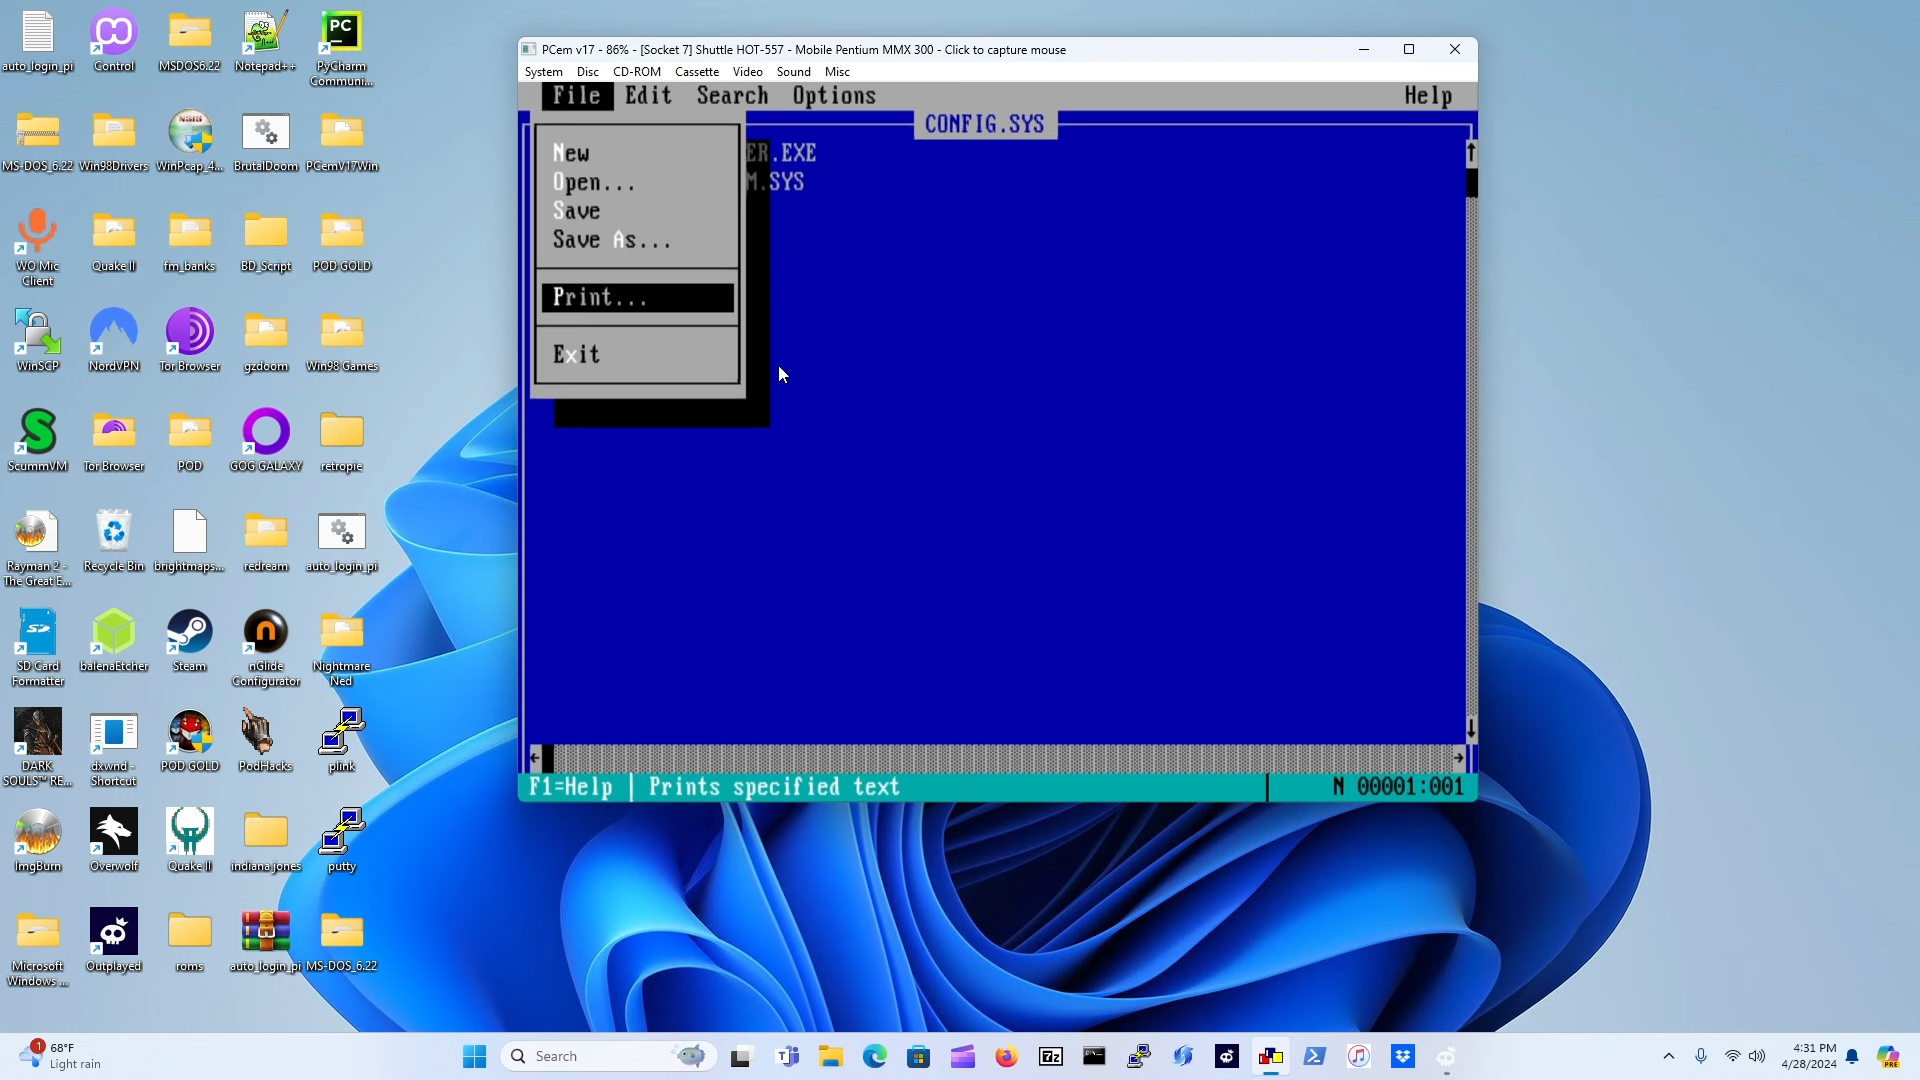 auto_login_pi
Control
MSDOS6.22
Notepad++
PyCharm
Communi...
MS-DOS_6.22
Win98Drivers
WinPcap_4...
BrutalDoom
PCemV17Win
WO Mic
Client
Quake II
fm_banks
BD_Script
POD GOLD
WinSCP
NordVPN
Tor Browser
gzdoom
Win98 Games
ScummVM
Tor Browser
POD
GOG GALAXY
retropie
Rayman 2 -
The Great E...
Recycle Bin
brightmaps...
redream
auto_login_pi
SD Card
Formatter
balenaEtcher
Steam
nGlide
Configurator
Nightmare
Ned
DARK
SOULS™ RE...
dxwnd -
Shortcut
POD GOLD
PodHacks
plink
ImgBurn
Overwolf
Quake II
indiana jones
putty
Microsoft
Windows ...
Outplayed
roms
auto_login_pi
MS-DOS_6.22
PCem v17 - 86% - [Socket 7] Shuttle HOT-557 - Mobile Pentium MMX 300 - Click to capture mouse
System Disc CD-ROM Cassette Video Sound Misc
File Edit Search Options Help
CONFIG.SYS
New
ER.EXE
Open...
M.SYS
Save
Save As...
Print...
Exit
F1=Help | Prints specified text N 00001:001
1
68°F
Light rain
Search
4:31 PM
4/28/2024
PRE